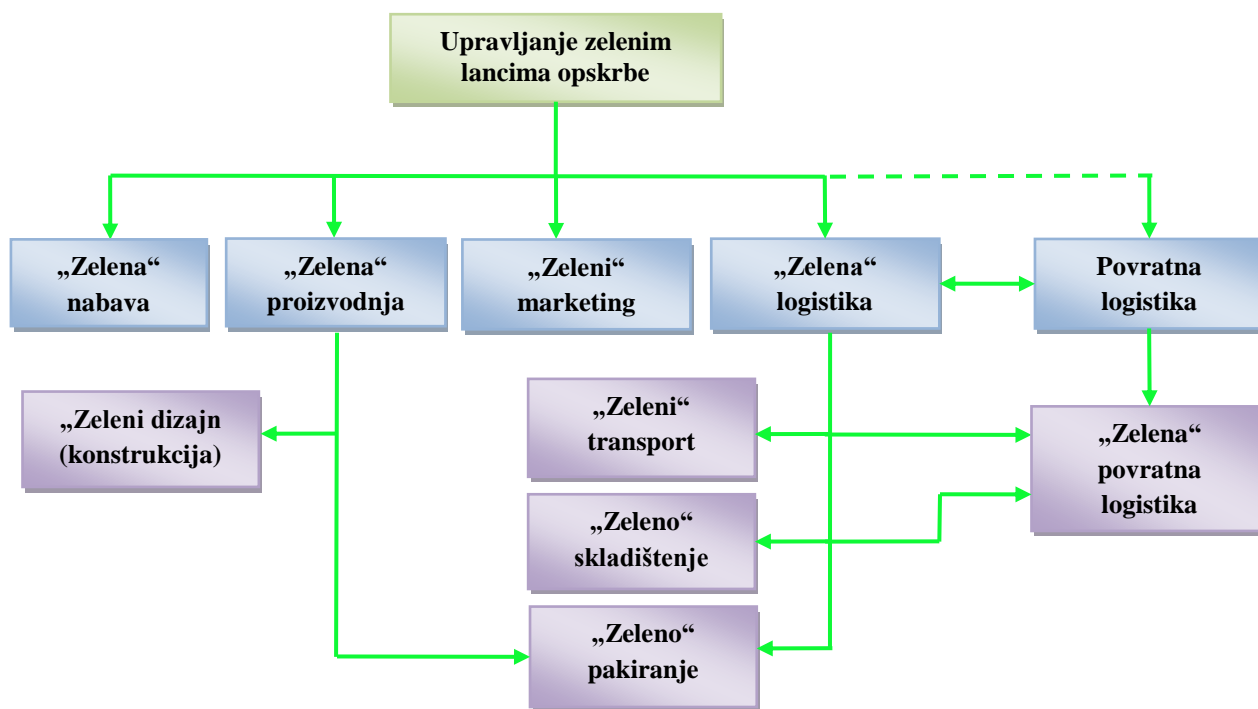 Upravljanje zelenim
lancima opskrbe
„Zelena“
nabava
„Zelena“
proizvodnja
„Zeleni“
marketing
„Zelena“
logistika
Povratna
logistika
„Zeleni dizajn
(konstrukcija)
„Zeleni“
transport
„Zelena“
povratna
logistika
„Zeleno“
skladištenje
„Zeleno“
pakiranje